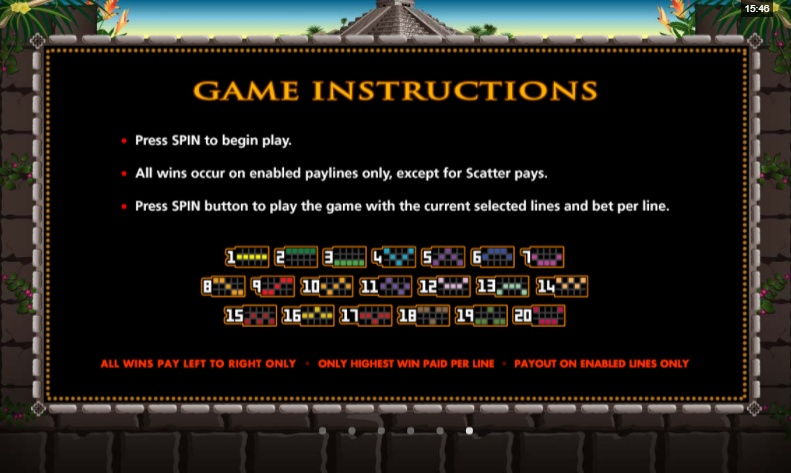 15:46
GAME INSTRUCTIONS
• Press SPIN to begin play.
• All wins occur on enabled paylines only, except for Scatter pays.
• Press SPIN button to play the game with the current selected lines and bet per line.
1 2 3 4 5 6 7
8 9 10 11 12 13 14
15 16 17 18 19 20
ALL WINS PAY LEFT TO RIGHT ONLY • ONLY HIGHEST WIN PAID PER LINE • PAYOUT ON ENABLED LINES ONLY